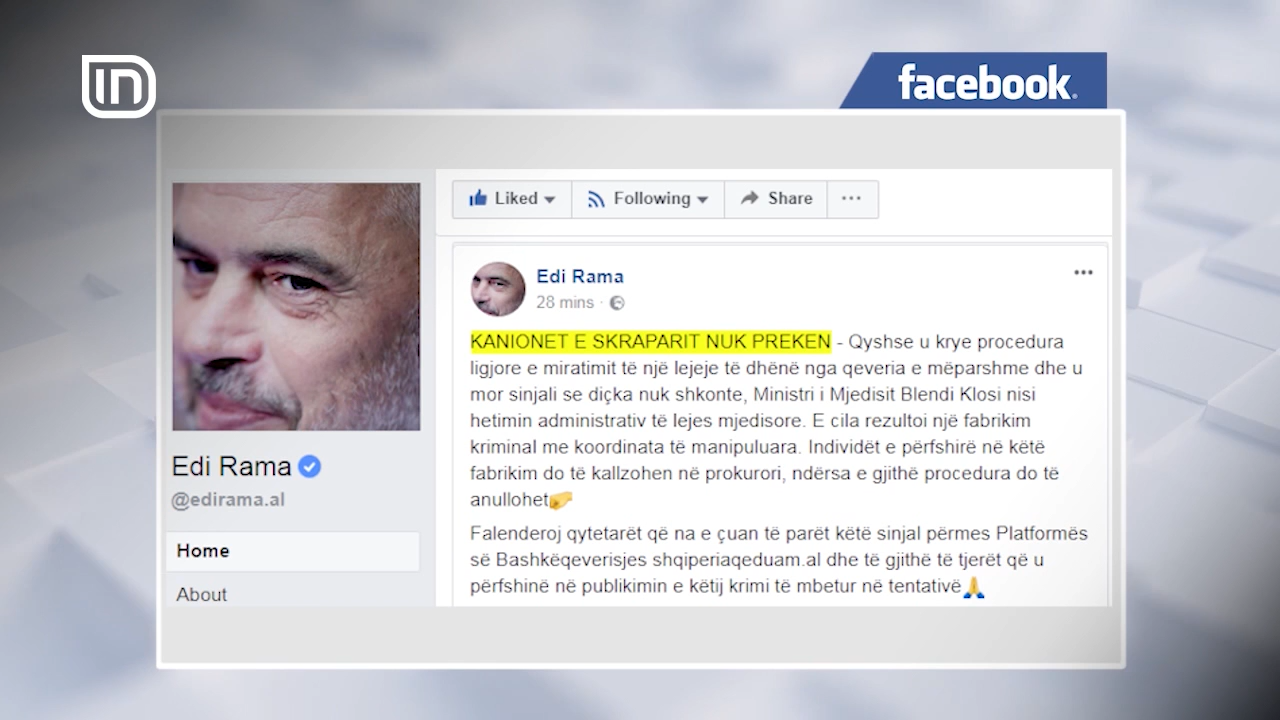 IN
facebook.
Liked
Following
Share
Edi Rama
28 mins ·
KANIONET E SKRAPARIT NUK PREKEN - Qyshse u krye procedura
ligjore e miratimit të një lejeje të dhënë nga qeveria e mëparshme dhe u
mor sinjali se diçka nuk shkonte, Ministri i Mjedisit Blendi Klosi nisi
hetimin administrativ të lejes mjedisore. E cila rezultoi një fabrikim
kriminal me koordinata të manipuluara. Individët e përfshirë në këtë
fabrikim do të kallzohen në prokurori, ndërsa e gjithë procedura do të
anullohet
Falenderoj qytetarët që na e çuan të parët këtë sinjal përmes Platformës
së Bashkëqeverisjes shqiperiaqeduam.al dhe të gjithë të tjerët që u
përfshinë në publikimin e këtij krimi të mbetur në tentativë
Edi Rama
@edirama.al
Home
About